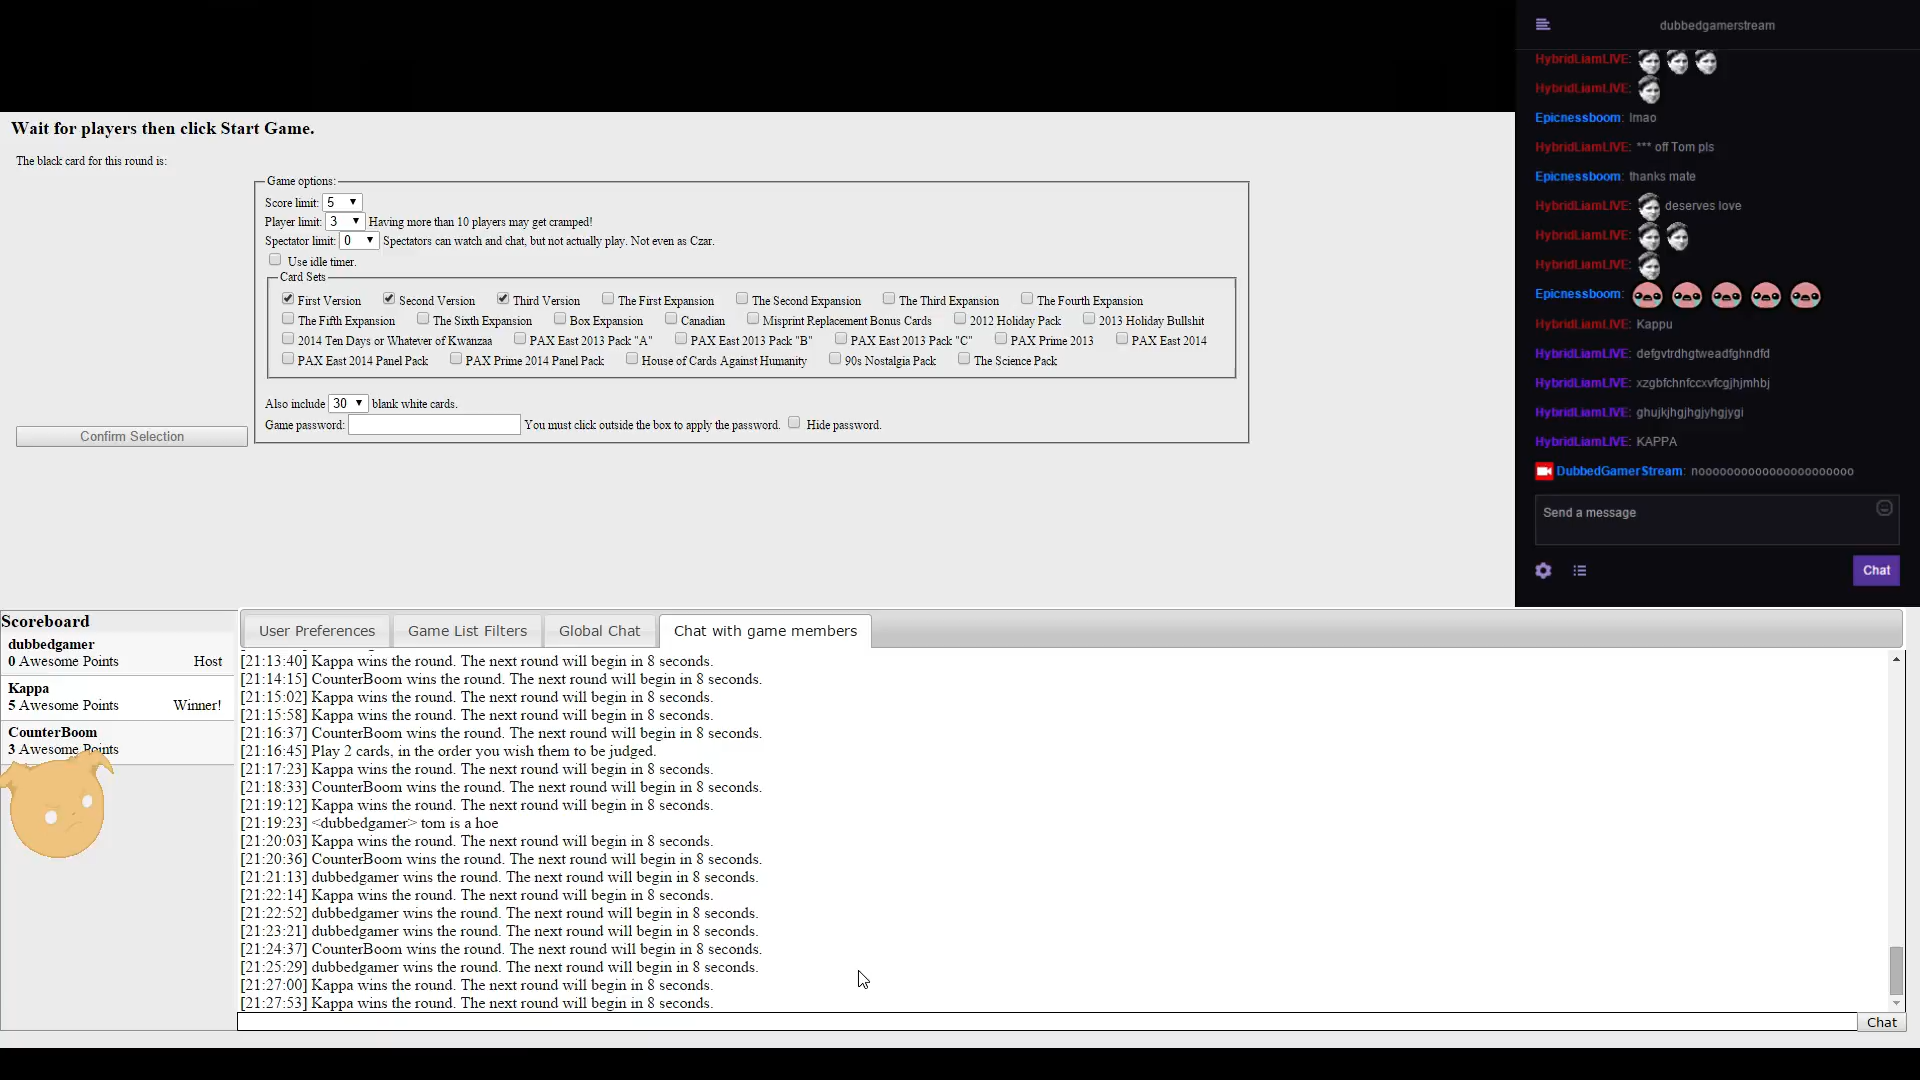 Wait for players then click Start Game.
The black card for this round is:
Game options:
Score limit: 5
Player limit: 3 Having more than 10 players may get cramped!
Spectator limit: 0 Spectators can watch and chat, but not actually play. Not even as Czar.
Use idle timer.
Card Sets
First Version Second Version Third Version The First Expansion The Second Expansion The Third Expansion The Fourth Expansion
The Fifth Expansion The Sixth Expansion Box Expansion Canadian Misprint Replacement Bonus Cards 2012 Holiday Pack 2013 Holiday Bullshit
2014 Ten Days or Whatever of Kwanzaa PAX East 2013 Pack "A" PAX East 2013 Pack "B" PAX East 2013 Pack "C" PAX Prime 2013 PAX East 2014
PAX East 2014 Panel Pack PAX Prime 2014 Panel Pack House of Cards Against Humanity 90s Nostalgia Pack The Science Pack
Also include 30 blank white cards.
Game password: You must click outside the box to apply the password. Hide password.
Confirm Selection
dubbedgamerstream
HybridLiamLIVE:
HybridLiamLIVE:
Epicnessboom: lmao
HybridLiamLIVE: *** off Tom pls
Epicnessboom: thanks mate
HybridLiamLIVE: deserves love
HybridLiamLIVE:
HybridLiamLIVE:
Epicnessboom:
HybridLiamLIVE: Kappu
HybridLiamLIVE: defgvtrdhgtweadfghndfd
HybridLiamLIVE: xzgbfchnfccxvfcgjhjmhbj
HybridLiamLIVE: ghujkjhgjhgjyhgjygi
HybridLiamLIVE: KAPPA
DubbedGamerStream: nooooooooooooooooooooooo
Send a message
Chat
Scoreboard
dubbedgamer
0 Awesome Points Host
Kappa
5 Awesome Points Winner!
CounterBoom
3 Awesome Points
User Preferences Game List Filters Global Chat Chat with game members
[21:13:40] Kappa wins the round. The next round will begin in 8 seconds.
[21:14:15] CounterBoom wins the round. The next round will begin in 8 seconds.
[21:15:02] Kappa wins the round. The next round will begin in 8 seconds.
[21:15:58] Kappa wins the round. The next round will begin in 8 seconds.
[21:16:37] CounterBoom wins the round. The next round will begin in 8 seconds.
[21:16:45] Play 2 cards, in the order you wish them to be judged.
[21:17:23] Kappa wins the round. The next round will begin in 8 seconds.
[21:18:33] CounterBoom wins the round. The next round will begin in 8 seconds.
[21:19:12] Kappa wins the round. The next round will begin in 8 seconds.
[21:19:23] <dubbedgamer> tom is a hoe
[21:20:03] Kappa wins the round. The next round will begin in 8 seconds.
[21:20:36] CounterBoom wins the round. The next round will begin in 8 seconds.
[21:21:13] dubbedgamer wins the round. The next round will begin in 8 seconds.
[21:22:14] Kappa wins the round. The next round will begin in 8 seconds.
[21:22:52] dubbedgamer wins the round. The next round will begin in 8 seconds.
[21:23:21] dubbedgamer wins the round. The next round will begin in 8 seconds.
[21:24:37] CounterBoom wins the round. The next round will begin in 8 seconds.
[21:25:29] dubbedgamer wins the round. The next round will begin in 8 seconds.
[21:27:00] Kappa wins the round. The next round will begin in 8 seconds.
[21:27:53] Kappa wins the round. The next round will begin in 8 seconds.
Chat